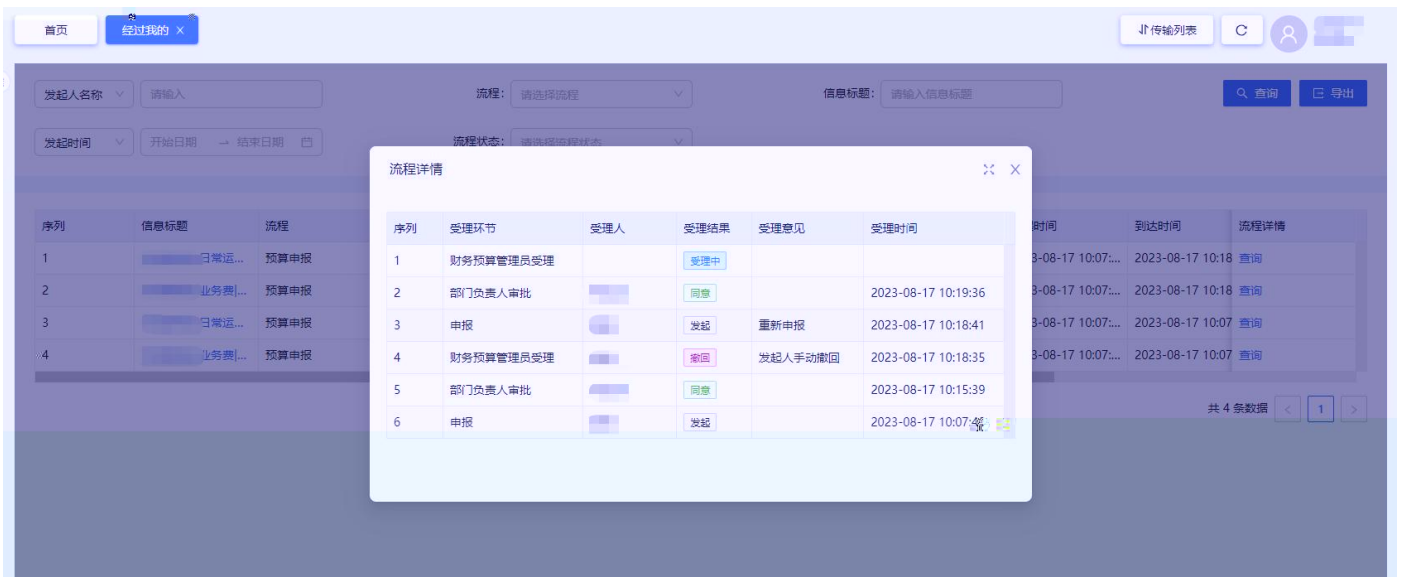 首页 经过我的 X 传输列表 C
发起人名称 请输入 流程： 请选择流程 信息标题： 请输入信息标题 查询 导出
发起时间 开始日期 → 结束日期 流程状态： 请选择流程状态
流程详情 X
序列 信息标题 流程 时间 到达时间 流程详情
1 日常运... 预算申报 3-08-17 10:07:... 2023-08-17 10:18 查询
2 业务费|... 预算申报 3-08-17 10:07:... 2023-08-17 10:18 查询
3 日常运... 预算申报 3-08-17 10:07:... 2023-08-17 10:07 查询
4 业务费|... 预算申报 3-08-17 10:07:... 2023-08-17 10:07 查询
序列 受理环节 受理人 受理结果 受理意见 受理时间
1 财务预算管理员受理 受理中
2 部门负责人审批 同意 2023-08-17 10:19:36
3 申报 发起 重新申报 2023-08-17 10:18:41
4 财务预算管理员受理 撤回 发起人手动撤回 2023-08-17 10:18:35
5 部门负责人审批 同意 2023-08-17 10:15:39
6 申报 发起 2023-08-17 10:07:
共 4 条数据 < 1 >